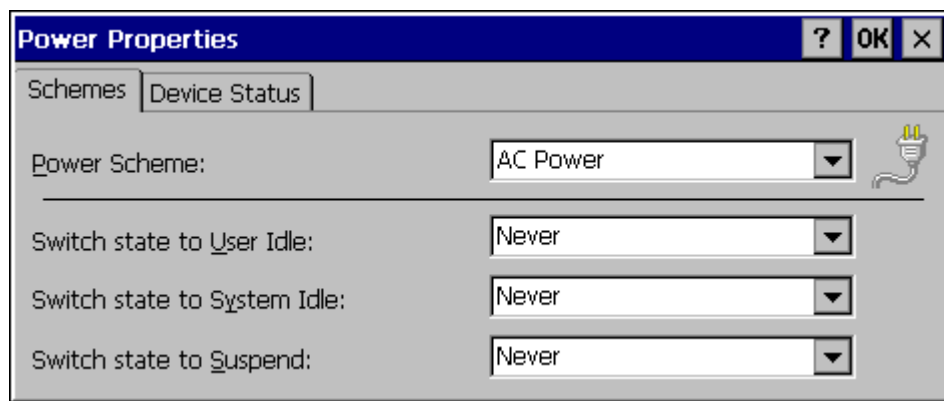 Power Properties ? OK ×
Schemes Device Status
Power Scheme: AC Power
Switch state to User Idle: Never
Switch state to System Idle: Never
Switch state to Suspend: Never